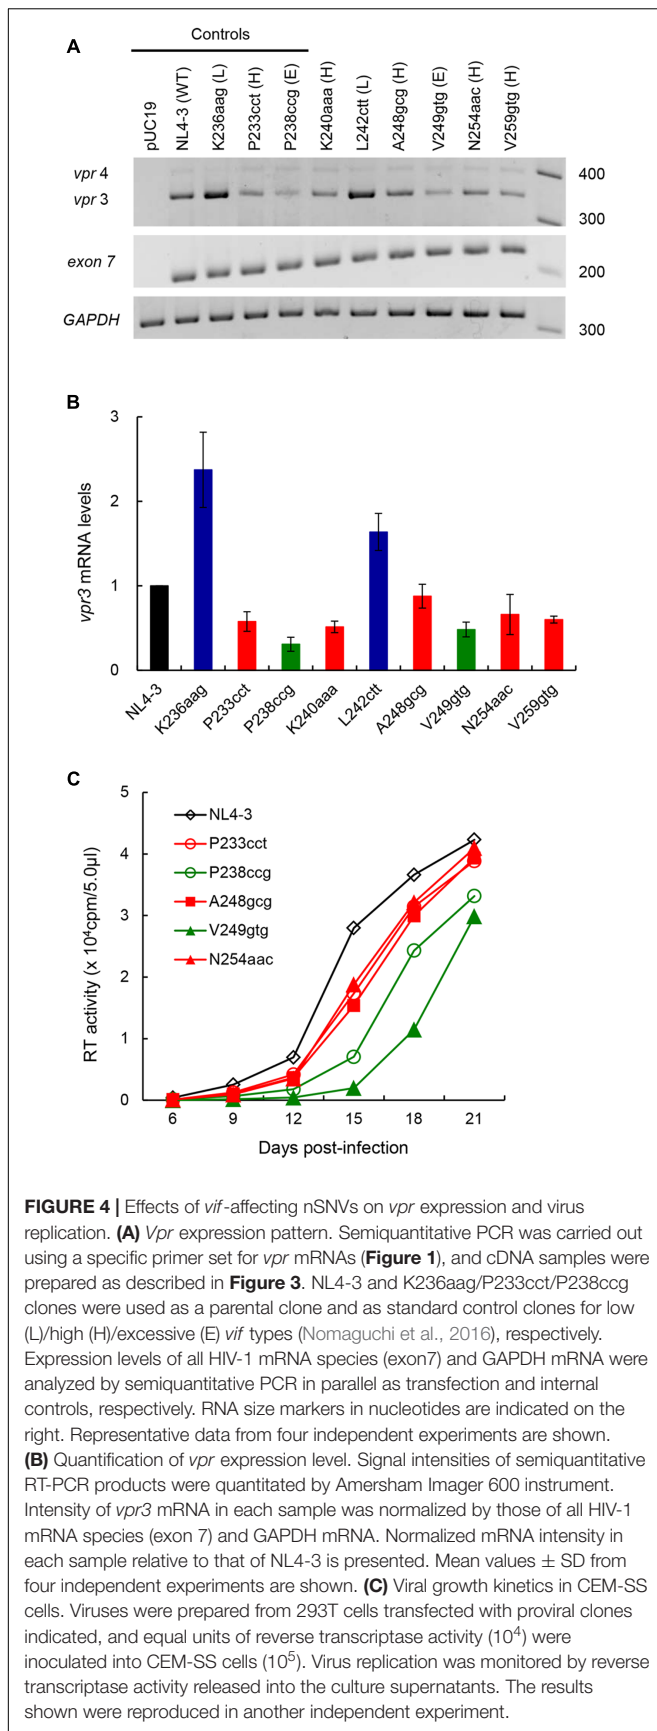 A
Controls
pUC19
NL4-3 (WT)
K236aag (L)
P233cct (H)
P238ccg (E)
K240aaa (H)
L242ctt (L)
A248gcg (H)
V249gtg (E)
N254aac (H)
V259gtg (H)
vpr 4
vpr 3
400
300
exon 7
200
GAPDH
300
B
vpr3 mRNA levels
3
2
1
0
NL4-3
K236aag
P233cct
P238ccg
K240aaa
L242ctt
A248gcg
V249gtg
N254aac
V259gtg
C
RT activity (x 10⁴cpm/5.0µl)
5
4
3
2
1
0
NL4-3
P233cct
P238ccg
A248gcg
V249gtg
N254aac
6 9 12 15 18 21
Days post-infection
FIGURE 4 | Effects of vif-affecting nSNVs on vpr expression and virus
replication. (A) Vpr expression pattern. Semiquantitative PCR was carried out
using a specific primer set for vpr mRNAs (Figure 1), and cDNA samples were
prepared as described in Figure 3. NL4-3 and K236aag/P233cct/P238ccg
clones were used as a parental clone and as standard control clones for low
(L)/high (H)/excessive (E) vif types (Nomaguchi et al., 2016), respectively.
Expression levels of all HIV-1 mRNA species (exon7) and GAPDH mRNA were
analyzed by semiquantitative PCR in parallel as transfection and internal
controls, respectively. RNA size markers in nucleotides are indicated on the
right. Representative data from four independent experiments are shown.
(B) Quantification of vpr expression level. Signal intensities of semiquantitative
RT-PCR products were quantitated by Amersham Imager 600 instrument.
Intensity of vpr3 mRNA in each sample was normalized by those of all HIV-1
mRNA species (exon 7) and GAPDH mRNA. Normalized mRNA intensity in
each sample relative to that of NL4-3 is presented. Mean values ± SD from
four independent experiments are shown. (C) Viral growth kinetics in CEM-SS
cells. Viruses were prepared from 293T cells transfected with proviral clones
indicated, and equal units of reverse transcriptase activity (10⁴) were
inoculated into CEM-SS cells (10⁵). Virus replication was monitored by reverse
transcriptase activity released into the culture supernatants. The results
shown were reproduced in another independent experiment.